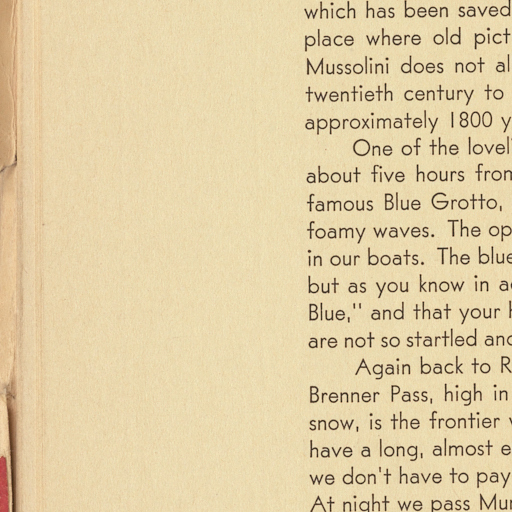 which has been saved
place where old pict
Mussolini does not al
twentieth century to
approximately 1800 y
One of the lovel
about five hours from
famous Blue Grotto,
foamy waves. The op
in our boats. The blue
but as you know in a
Blue," and that your
are not so startled and
Again back to R
Brenner Pass, high in
snow, is the frontier
have a long, almost e
we don't have to pay
At night we pass Mun